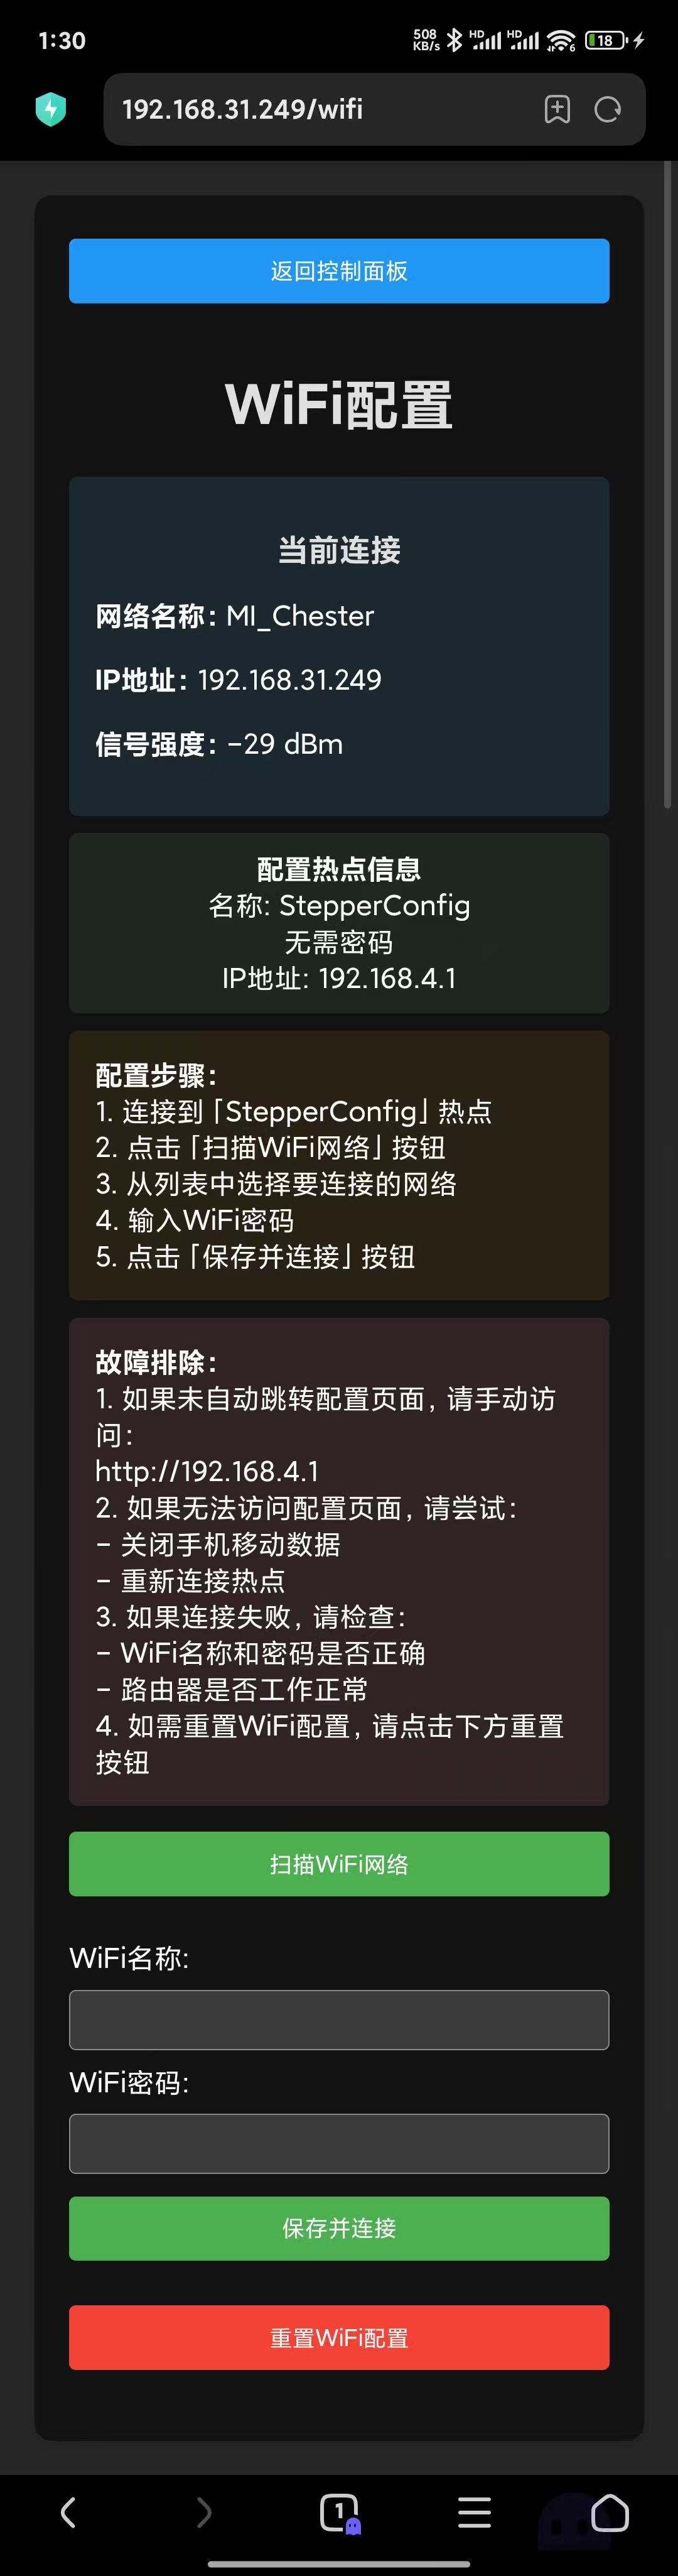 1:30
508
KB/s
HD
HD
6
18
192.168.31.249/wifi
返回控制面板
WiFi配置
当前连接
网络名称: MI_Chester
IP地址: 192.168.31.249
信号强度: -29 dBm
配置热点信息
名称: StepperConfig
无需密码
IP地址: 192.168.4.1
配置步骤:
1. 连接到「StepperConfig」热点
2. 点击「扫描WiFi网络」按钮
3. 从列表中选择要连接的网络
4. 输入WiFi密码
5. 点击「保存并连接」按钮
故障排除:
1. 如果未自动跳转配置页面, 请手动访
问:
http://192.168.4.1
2. 如果无法访问配置页面, 请尝试:
- 关闭手机移动数据
- 重新连接热点
3. 如果连接失败, 请检查:
- WiFi名称和密码是否正确
- 路由器是否工作正常
4. 如需重置WiFi配置, 请点击下方重置
按钮
扫描WiFi网络
WiFi名称:
WiFi密码:
保存并连接
重置WiFi配置
1